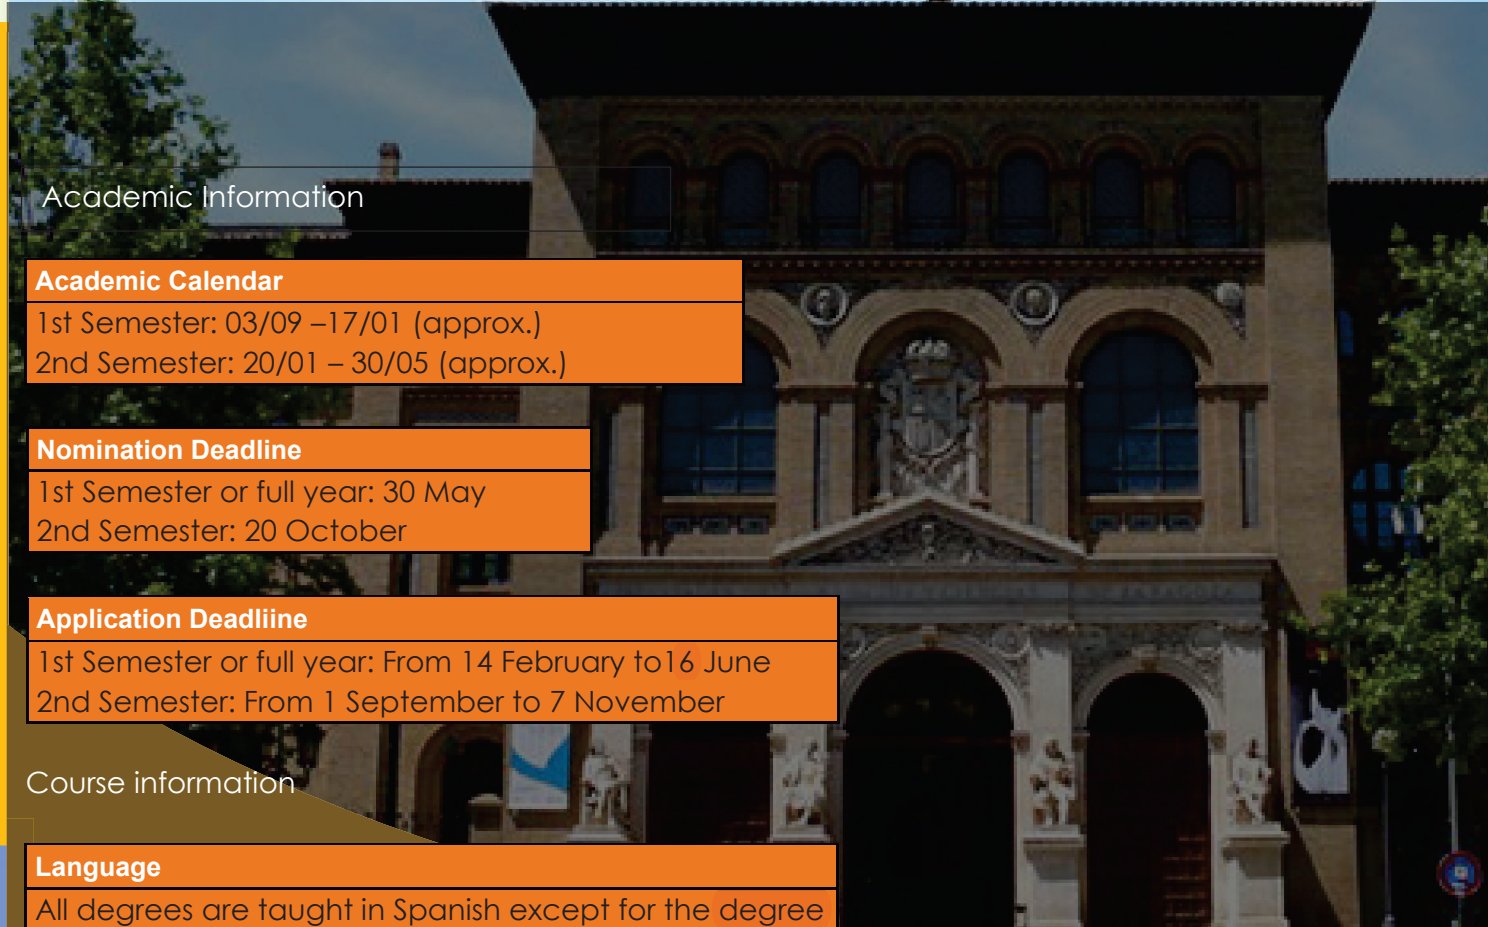 Academic Information
Academic Calendar
1st Semester: 03/09 –17/01 (approx.)
2nd Semester: 20/01 – 30/05 (approx.)
Nomination Deadline
1st Semester or full year: 30 May
2nd Semester: 20 October
Application Deadliine
1st Semester or full year: From 14 February to16 June
2nd Semester: From 1 September to 7 November
Course information
Language
All degrees are taught in Spanish except for the degree